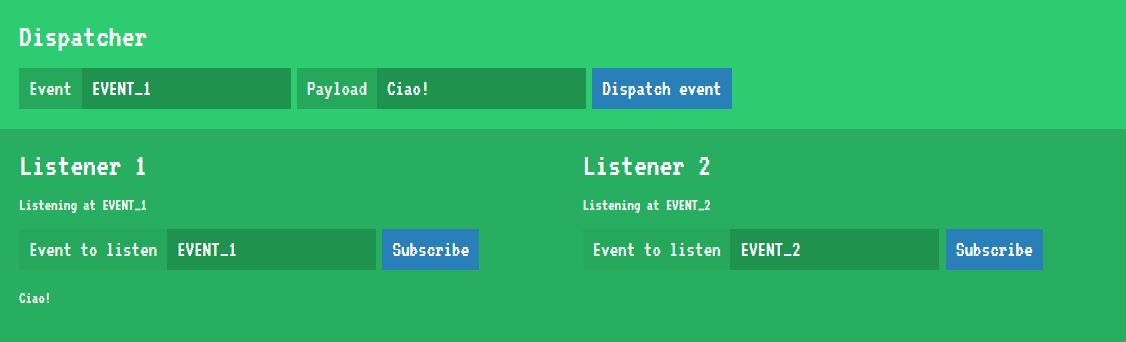 Dispatcher
Event EVENT_1 Payload Ciao! Dispatch event
Listener 1
Listening at EVENT_1
Event to listen EVENT_1 Subscribe
Ciao!
Listener 2
Listening at EVENT_2
Event to listen EVENT_2 Subscribe